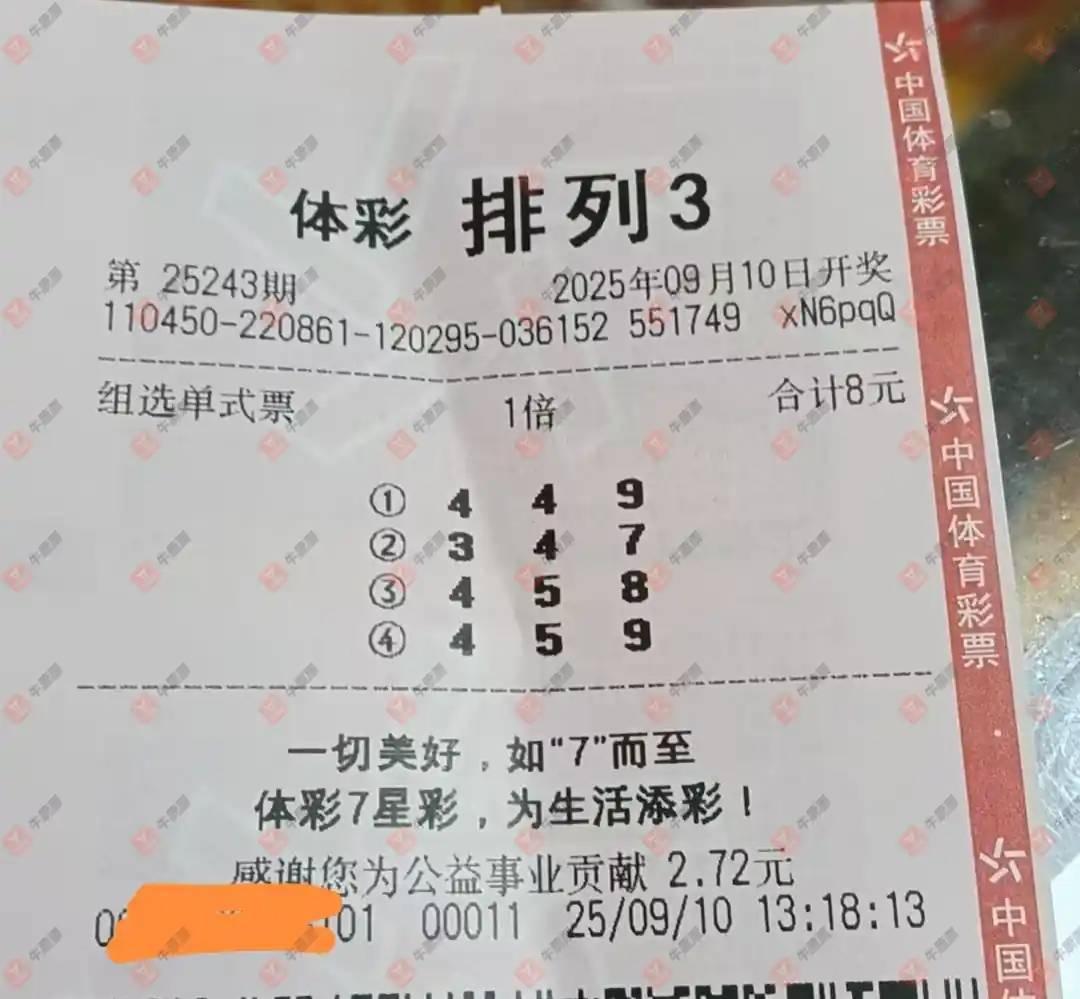 体彩 排列3
第 25243期 2025年09月10日开奖
110450-220861-120295-036152 551749 xN6pqQ
组选单式票 1倍 合计8元
① 4 4 9
② 3 4 7
③ 4 5 8
④ 4 5 9
一切美好，如“7”而至
体彩7星彩，为生活添彩！
感谢您为公益事业贡献 2.72元
01 00011 25/09/10 13:18:13
中国体育彩票
中国体育彩票
中国